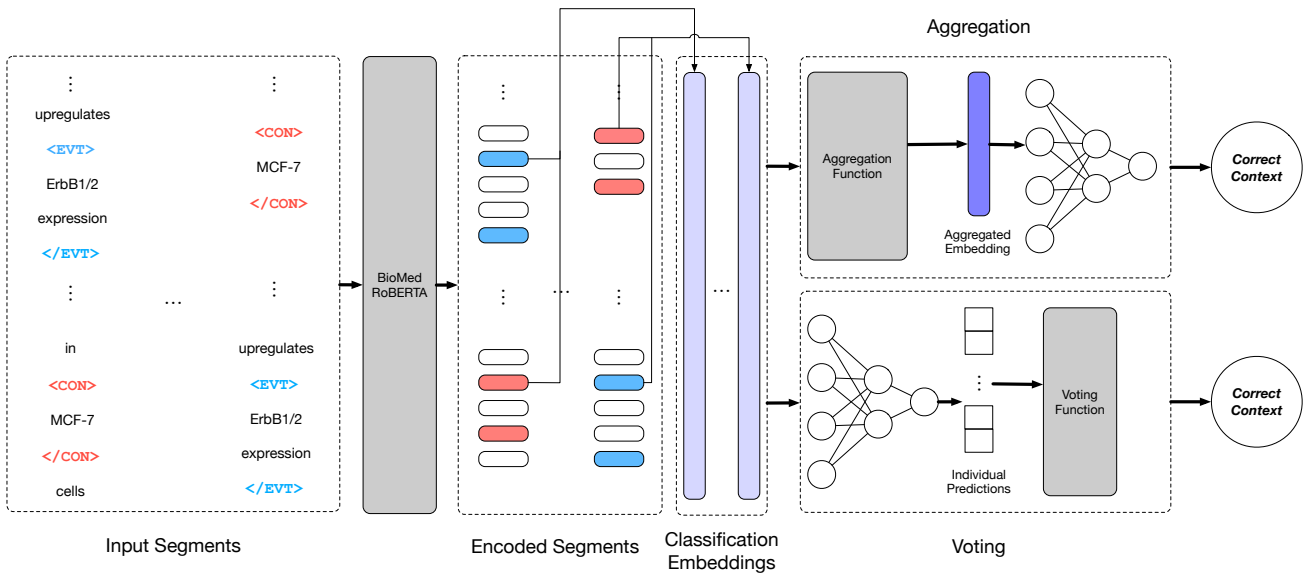 Aggregation
⋮
upregulates
<EVT>
ErbB1/2
expression
</EVT>
⋮
in
<CON>
MCF-7
</CON>
cells
...
⋮
<CON>
MCF-7
</CON>
⋮
upregulates
<EVT>
ErbB1/2
expression
</EVT>
Input Segments
BioMed
RoBERTA
⋮
⋮
...
⋮
⋮
Encoded Segments
...
Classification
Embeddings
Aggregation
Function
Aggregated
Embedding
Correct
Context
⋮
Individual
Predictions
Voting
Function
Correct
Context
Voting